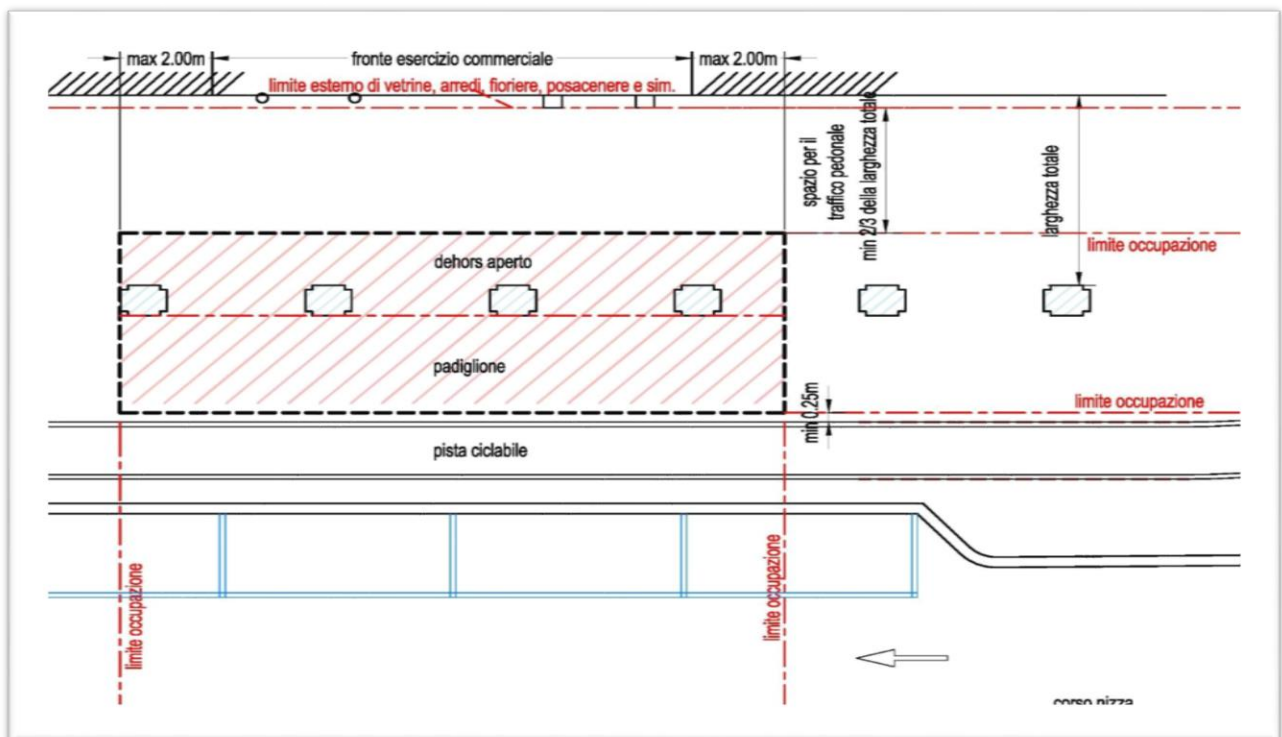 max 2.00m
fronte esercizio commerciale
max 2.00m
limite esterno di vetrine, arredi, fioriere, posacenere e sim.
spazio per il
traffico pedonale
min 2/3 della larghezza totale
larghezza totale
limite occupazione
dehors aperto
padiglione
limite occupazione
min 0.25m
pista ciclabile
limite occupazione
limite occupazione
corso nizza